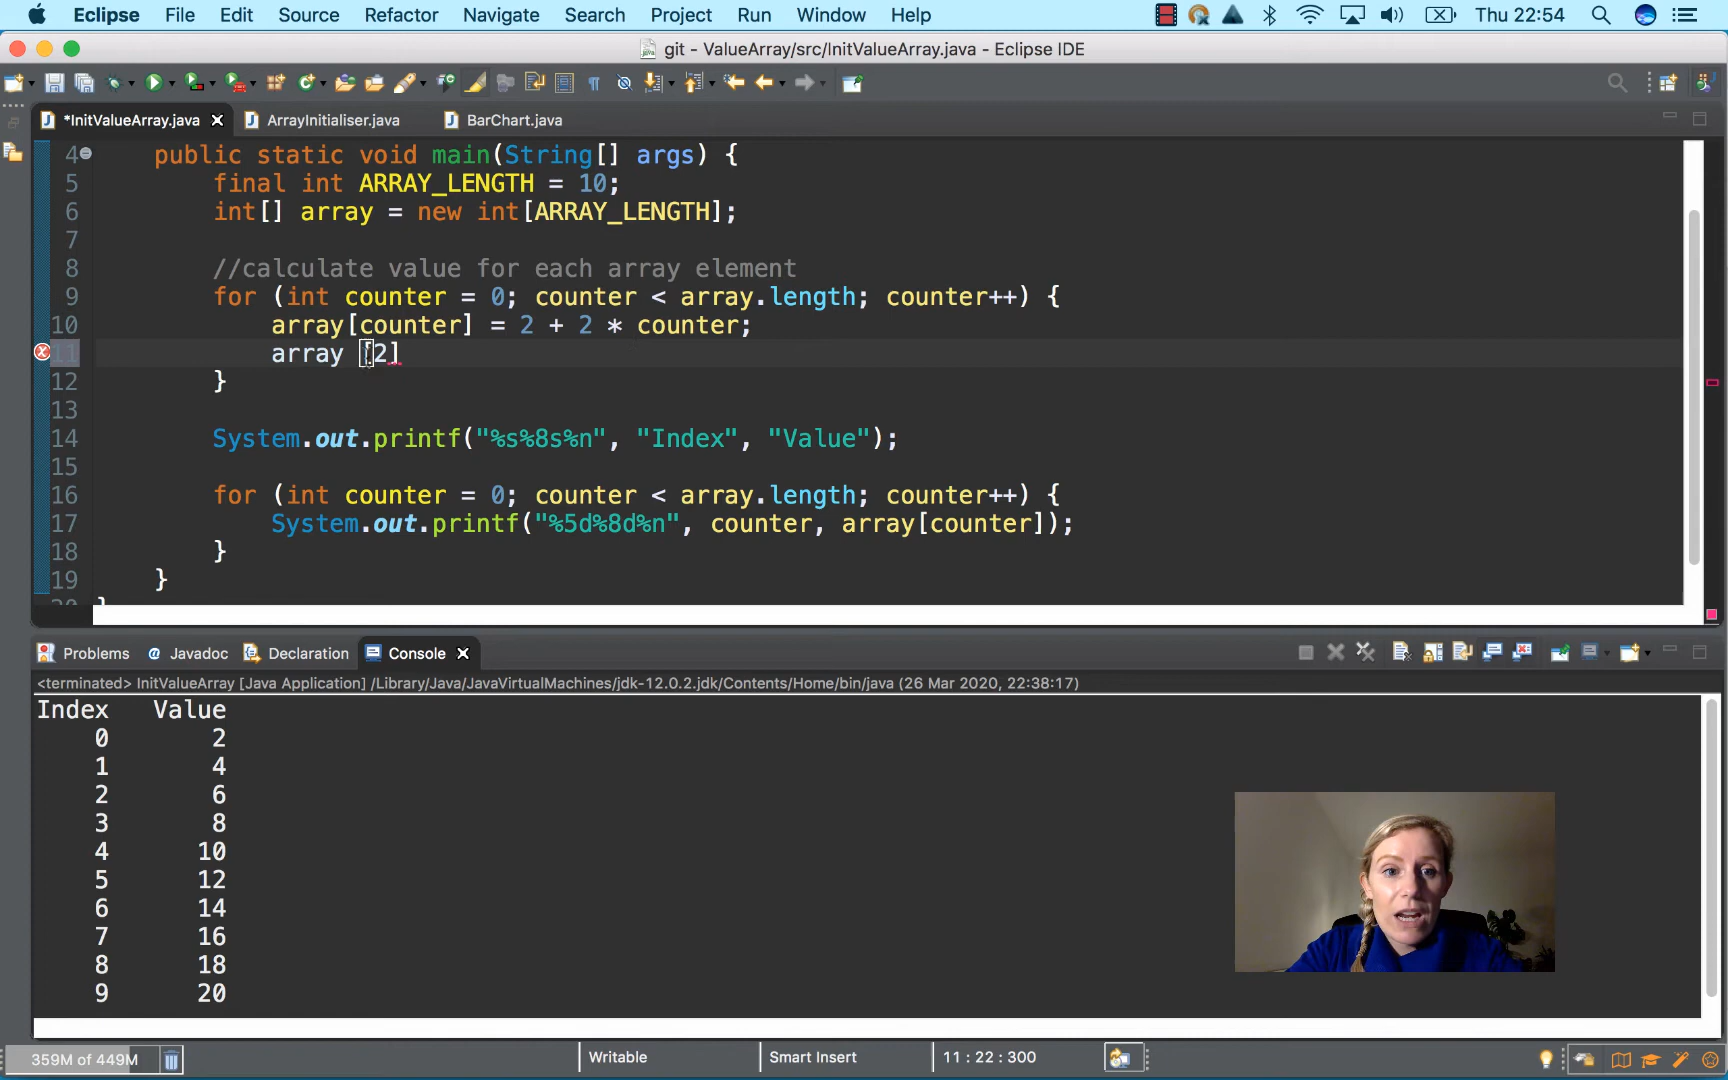 Eclipse File Edit Source Refactor Navigate Search Project Run Window Help Thu 22:54
git - ValueArray/src/InitValueArray.java - Eclipse IDE
*InitValueArray.java ArrayInitialiser.java BarChart.java
4 public static void main(String[] args) {
5 final int ARRAY_LENGTH = 10;
6 int[] array = new int[ARRAY_LENGTH];
7
8 //calculate value for each array element
9 for (int counter = 0; counter < array.length; counter++) {
10 array[counter] = 2 + 2 * counter;
11 array [2]
12 }
13
14 System.out.printf("%s%8s%n", "Index", "Value");
15
16 for (int counter = 0; counter < array.length; counter++) {
17 System.out.printf("%5d%8d%n", counter, array[counter]);
18 }
19 }
Problems @ Javadoc Declaration Console
<terminated> InitValueArray [Java Application] /Library/Java/JavaVirtualMachines/jdk-12.0.2.jdk/Contents/Home/bin/java (26 Mar 2020, 22:38:17)
Index Value
0 2
1 4
2 6
3 8
4 10
5 12
6 14
7 16
8 18
9 20
359M of 449M Writable Smart Insert 11 : 22 : 300